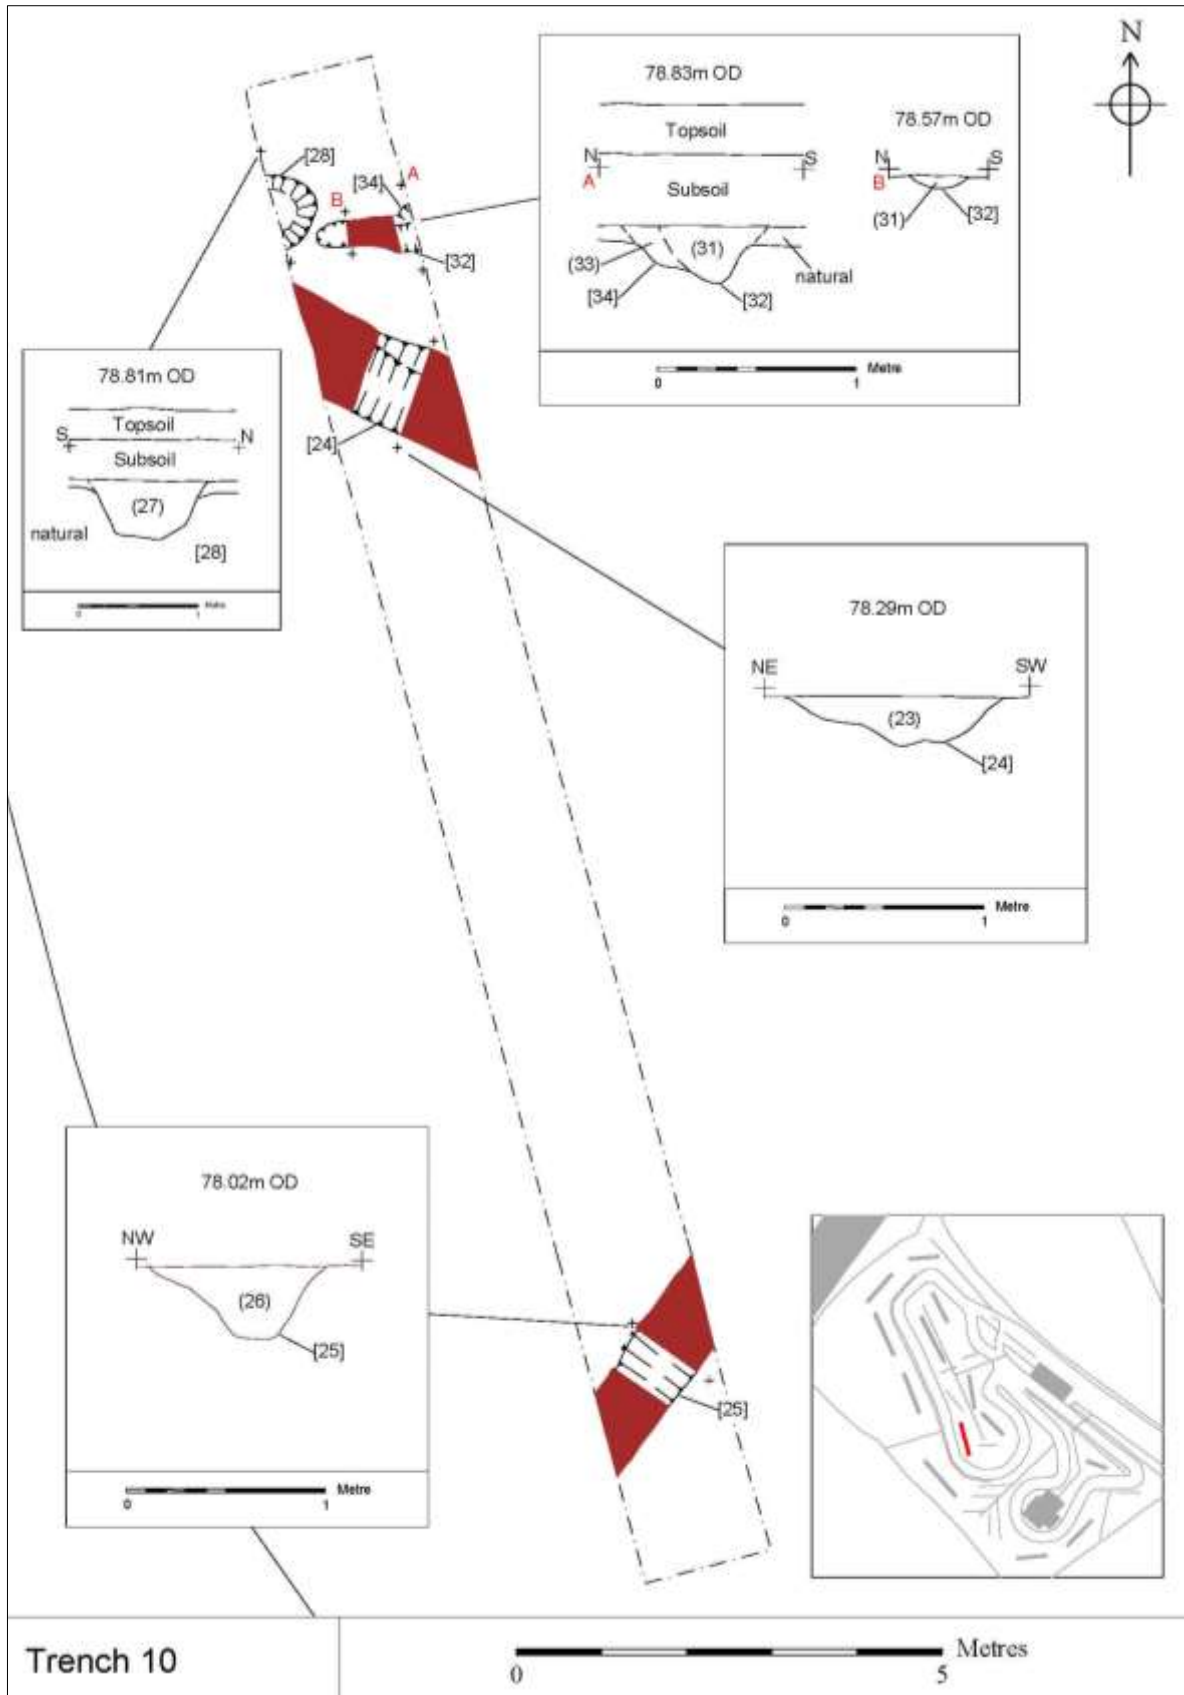 N
78.83m OD
Topsoil
N
S
A
Subsoil
(31)
(33)
[34]
[32]
natural
78.57m OD
N
S
B
(31)
[32]
Metre
0
1
[28]
A
[34]
B
[32]
78.81m OD
Topsoil
S
N
Subsoil
(27)
natural
[28]
Metre
0
1
[24]
78.29m OD
NE
SW
(23)
[24]
Metre
0
1
78.02m OD
NW
SE
(26)
[25]
Metre
0
1
[25]
Trench 10
Metres
0
5